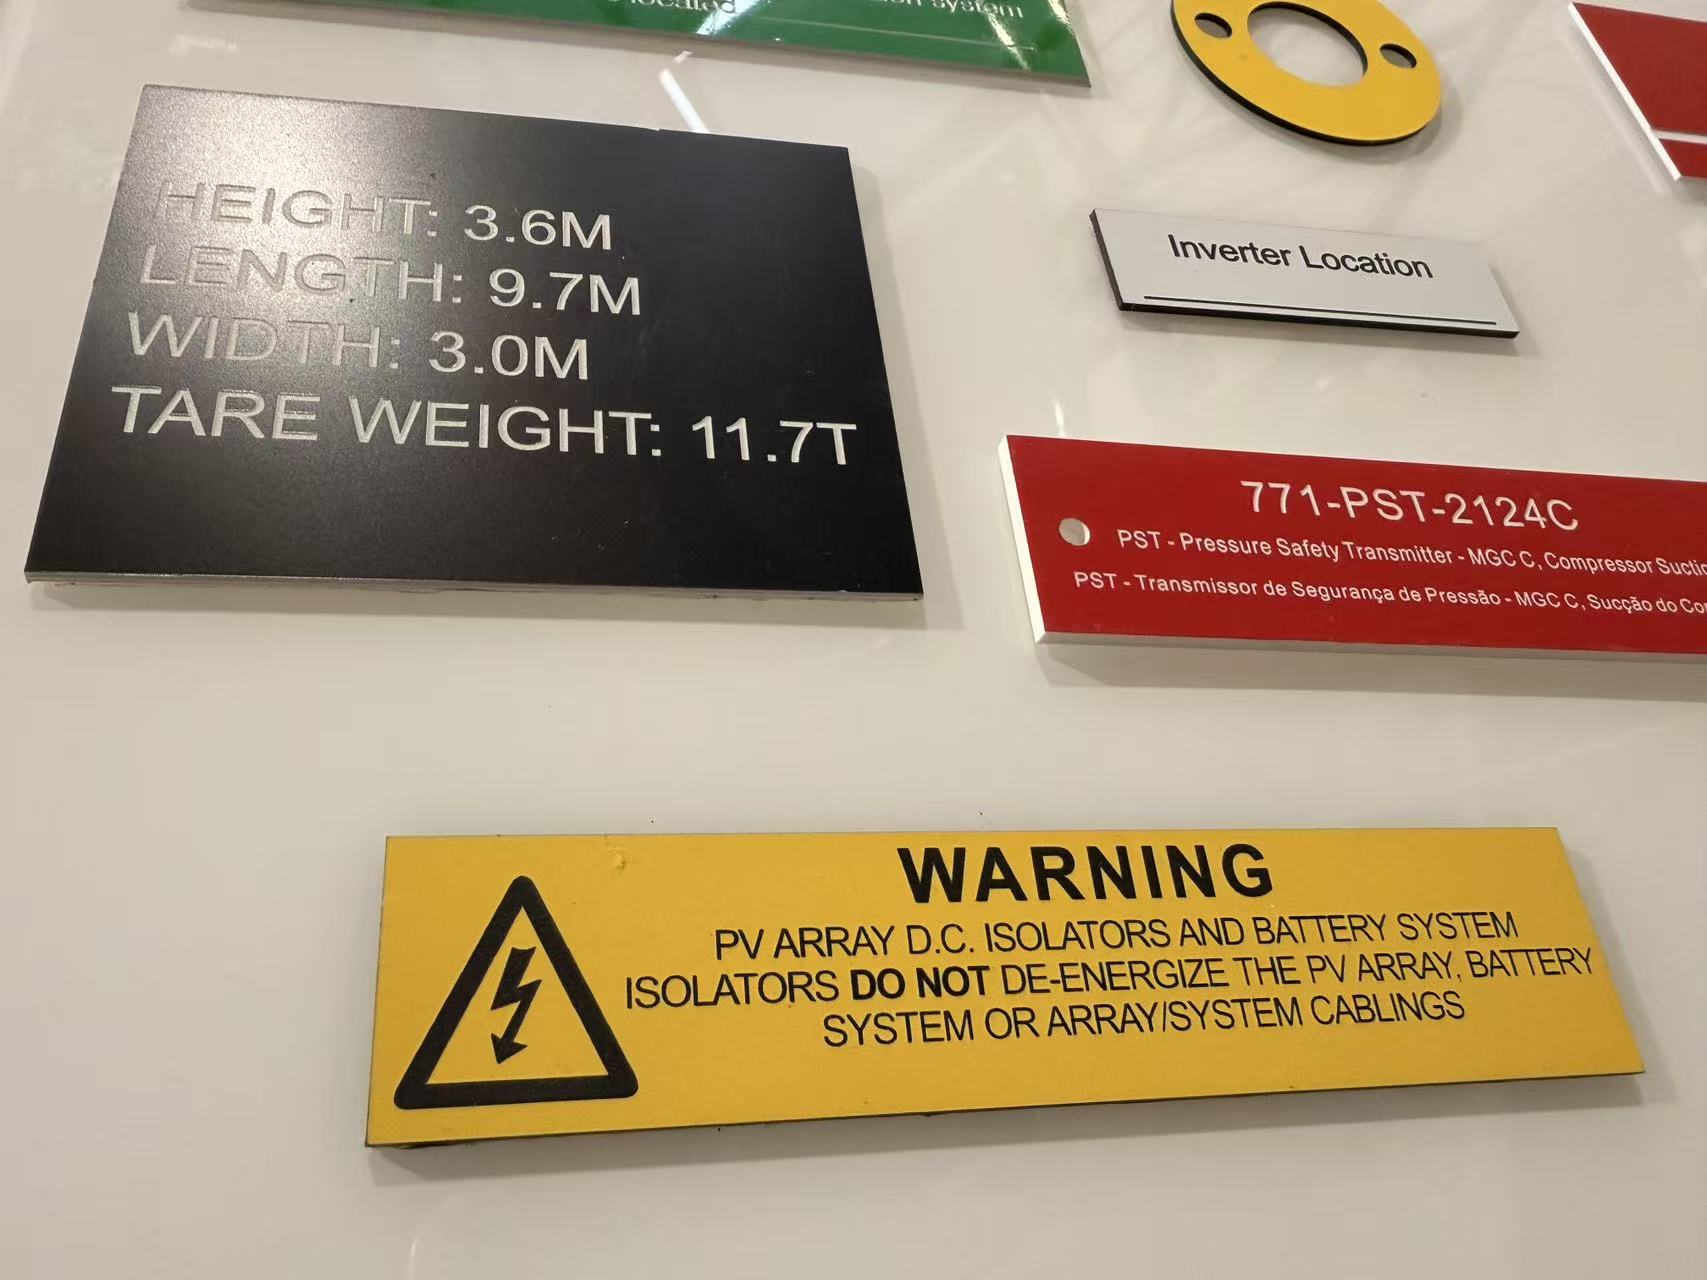 located
system
HEIGHT: 3.6M
LENGTH: 9.7M
WIDTH: 3.0M
TARE WEIGHT: 11.7T
Inverter Location
771-PST-2124C
PST - Pressure Safety Transmitter - MGC C, Compressor
PST - Transmissor de Segurança de Pressão - MGC C, Sucção do
WARNING
PV ARRAY D.C. ISOLATORS AND BATTERY SYSTEM
ISOLATORS DO NOT DE-ENERGIZE THE PV ARRAY, BATTERY
SYSTEM OR ARRAY/SYSTEM CABLINGS